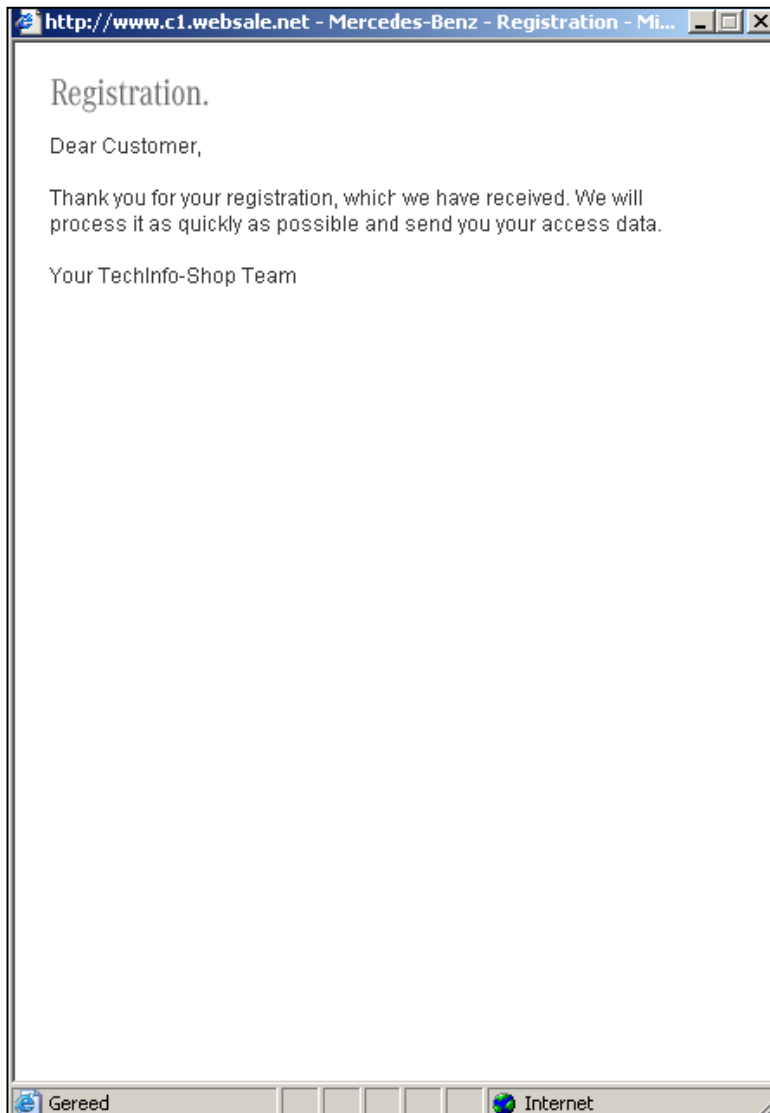 http://www.c1.websale.net - Mercedes-Benz - Registration - Mi...
Registration.
Dear Customer,
Thank you for your registration, which we have received. We will
process it as quickly as possible and send you your access data.
Your TechInfo-Shop Team
Gereed
Internet